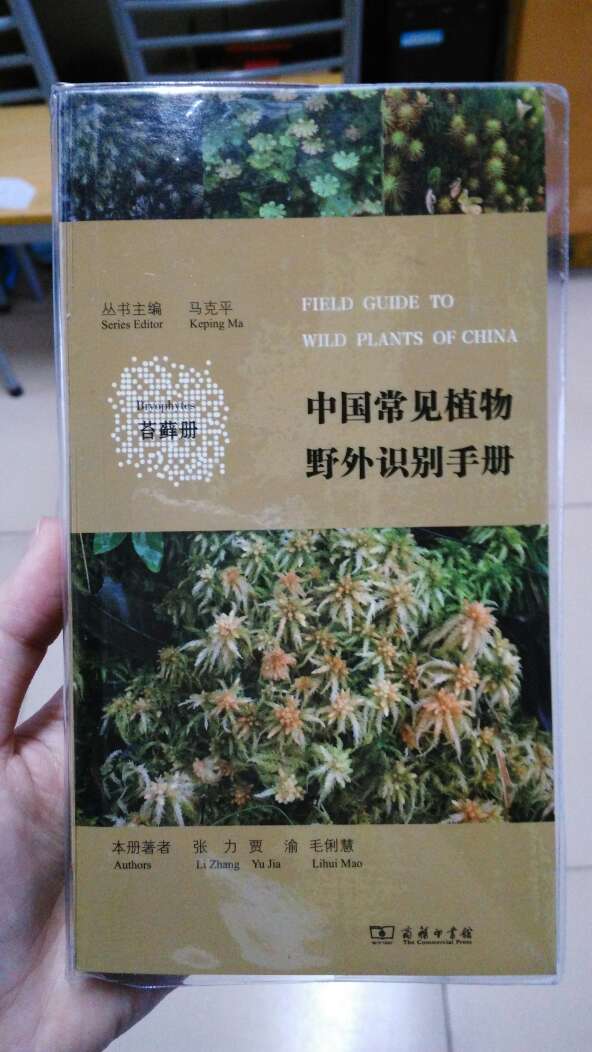 丛书主编 马克平
Series Editor Keping Ma
FIELD GUIDE TO
WILD PLANTS OF CHINA
Bryophytes
苔藓册
中国常见植物
野外识别手册
本册著者 张 力 贾 渝 毛俐慧
Authors Li Zhang Yu Jia Lihui Mao
商務印書館
The Commercial Press